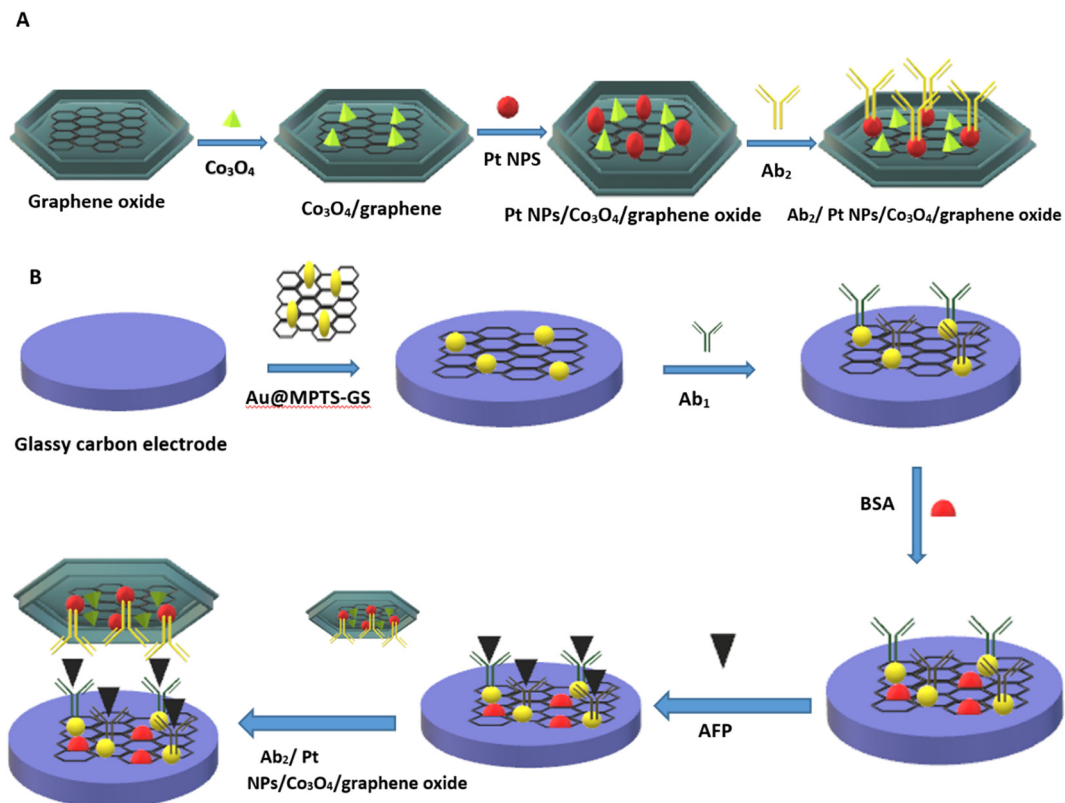 A
Graphene oxide
Co₃O₄
Co₃O₄/graphene
Pt NPS
Pt NPs/Co₃O₄/graphene oxide
Ab₂
Ab₂/ Pt NPs/Co₃O₄/graphene oxide
B
Glassy carbon electrode
Au@MPTS-GS
Ab₁
BSA
AFP
Ab₂/ Pt
NPs/Co₃O₄/graphene oxide